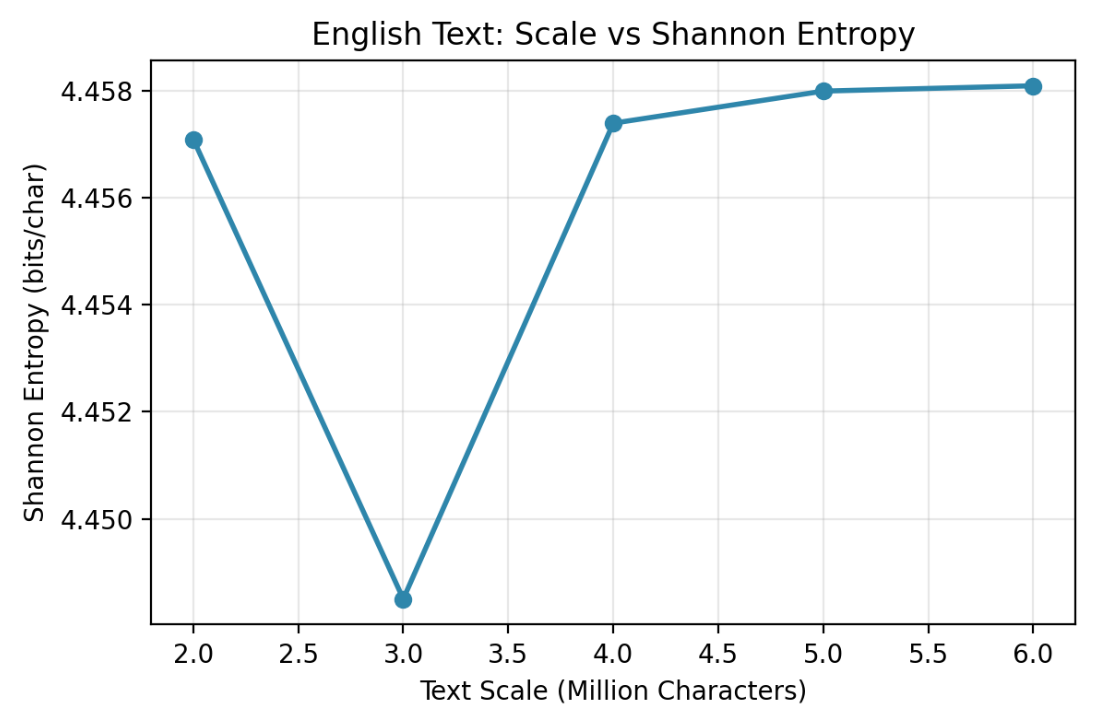 English Text: Scale vs Shannon Entropy
Shannon Entropy (bits/char)
4.458
4.456
4.454
4.452
4.450
2.0 2.5 3.0 3.5 4.0 4.5 5.0 5.5 6.0
Text Scale (Million Characters)